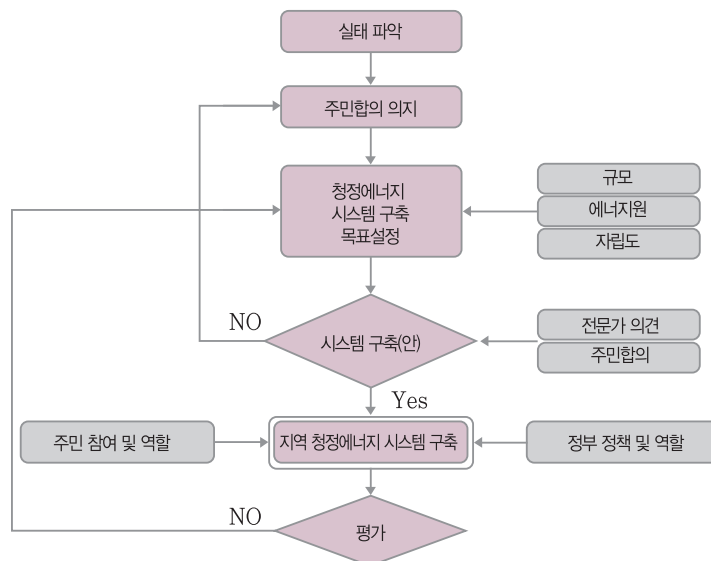 실태 파악
주민합의 의지
청정에너지
시스템 구축
목표설정
규모
에너지원
자립도
NO
시스템 구축(안)
전문가 의견
주민합의
Yes
주민 참여 및 역할
지역 청정에너지 시스템 구축
정부 정책 및 역할
NO
평가